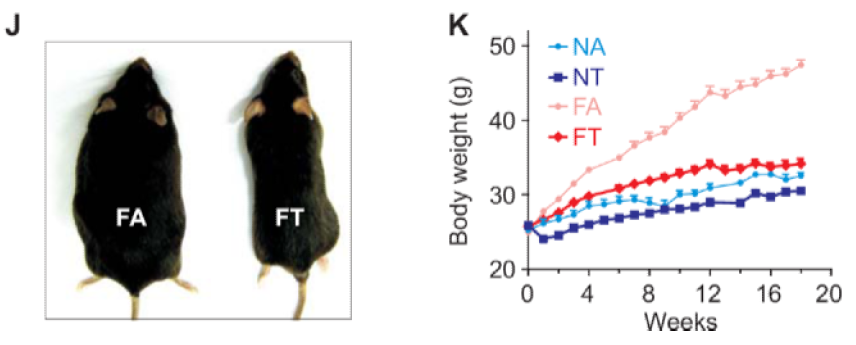 J
FA
FT
K
Body weight (g)
50
40
30
20
NA
NT
FA
FT
0
4
8
12
16
20
Weeks